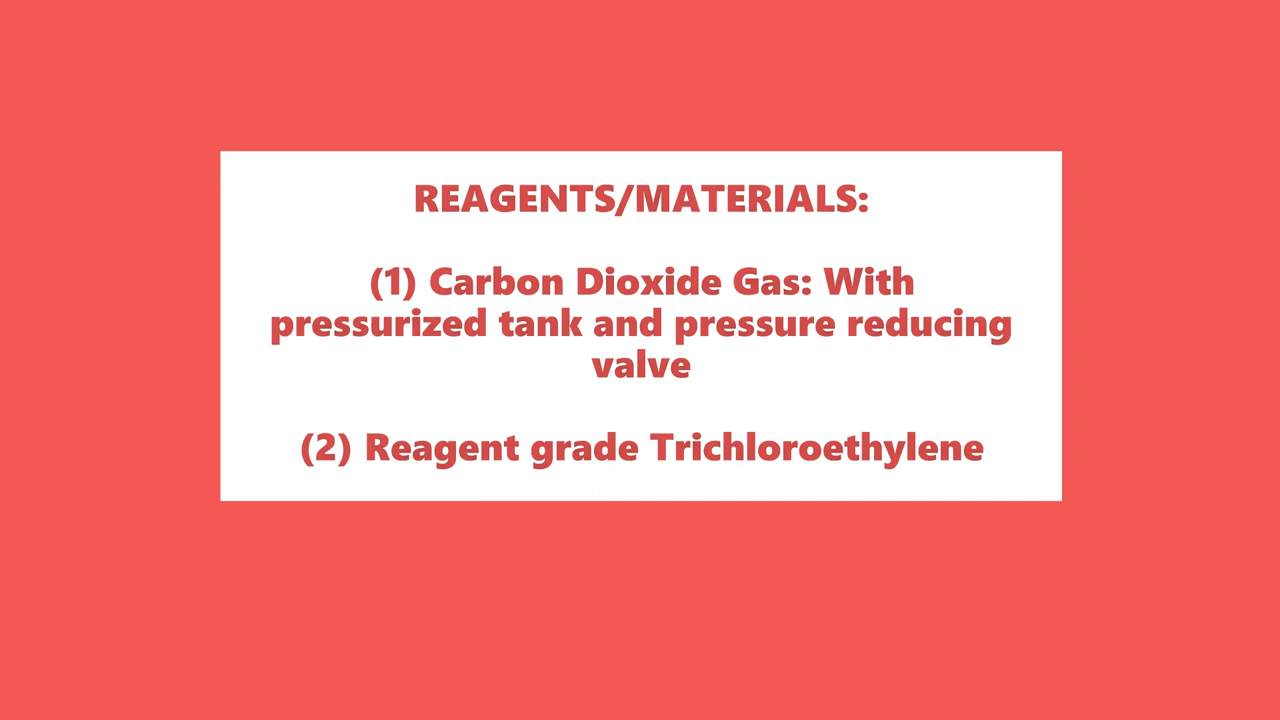 REAGENTS/MATERIALS:
(1) Carbon Dioxide Gas: With
pressurized tank and pressure reducing
valve
(2) Reagent grade Trichloroethylene